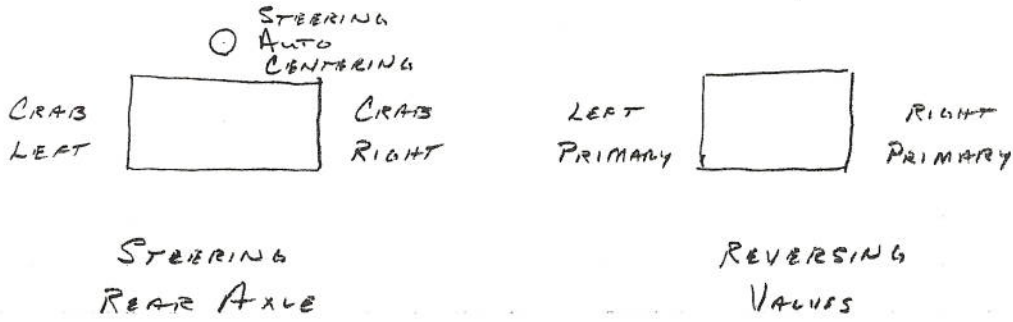 STEERING
AUTO
CENTERING
CRAB
LEFT
CRAB
RIGHT
STEERING
REAR AXLE
LEFT
PRIMARY
RIGHT
PRIMARY
REVERSING
VALVES